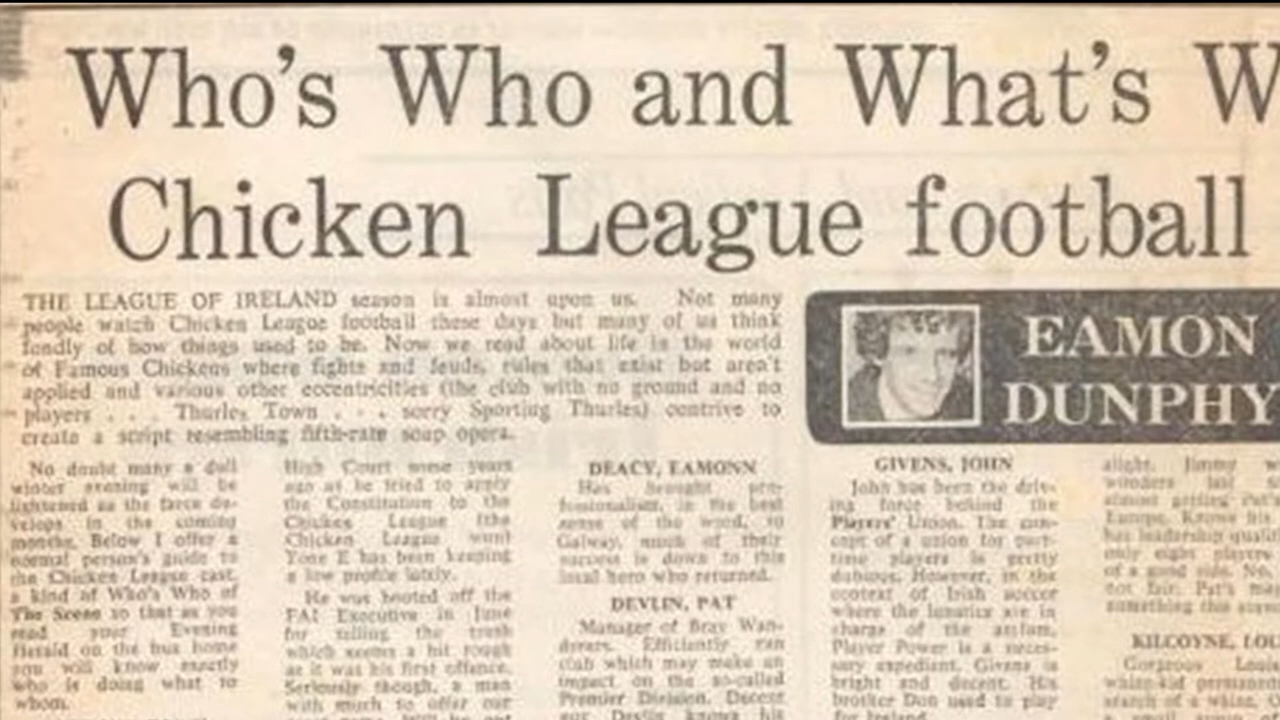 Who's Who and What's W
Chicken League football
THE LEAGUE OF IRELAND season is almost upon us. Not many
people watch Chicken League football these days but many of us think
fondly of how things used to be. Now we read about life in the world
of Famous Chickens where fights and feuds, rules that exist but aren't
applied and various other eccentricities (the club with no ground and no
players . . . Thurles Town . . . sorry Sporting Thurles) contrive to
create a script resembling fifth-rate soap opera.
EAMON
DUNPHY
No doubt many a dull
winter evening will be
lightened as the farce de-
velops in the coming
months. Below I offer a
normal person's guide to
the Chicken League cast,
a kind of Who's Who of
The Scene so that as you
read your Evening
Herald on the bus home
you will know exactly
who is doing what to
whom.
High Court some years
ago as he tried to apply
the Constitution to the
Chicken League (the
Chicken League won)
Tone E has been keeping
a low profile lately.
He was booted off the
FAI Executive in June
for telling the truth
which seems a bit rough
as it was his first offence.
Seriously though, a man
with much to offer our
DEACY, EAMONN
Has brought pro-
fessionalism, in the best
sense of the word, to
Galway, much of their
success is down to this
local hero who returned.
DEVLIN, PAT
Manager of Bray Wan-
derers. Efficiently run
club which may make an
impact on the so-called
Premier Division. Decent
Devlin knows his
GIVENS, JOHN
John has been the driv-
ing force behind the
Players' Union. The con-
cept of a union for part-
time players is pretty
dubious. However, in the
context of Irish soccer
where the lunatics are in
charge of the asylum,
Player Power is a neces-
sary expedient. Givens is
bright and decent. His
brother Don used to play
for Ireland.
alright. Jimmy w
wonders last s
almost getting Pat's
Europe. Knows his
has leadership qualit
only eight players
of a good side. No,
not fair. Pat's ma
something this
KILCOYNE, LOU
Gorgeous Louie
whizz-kid permanent
search of a whizz.